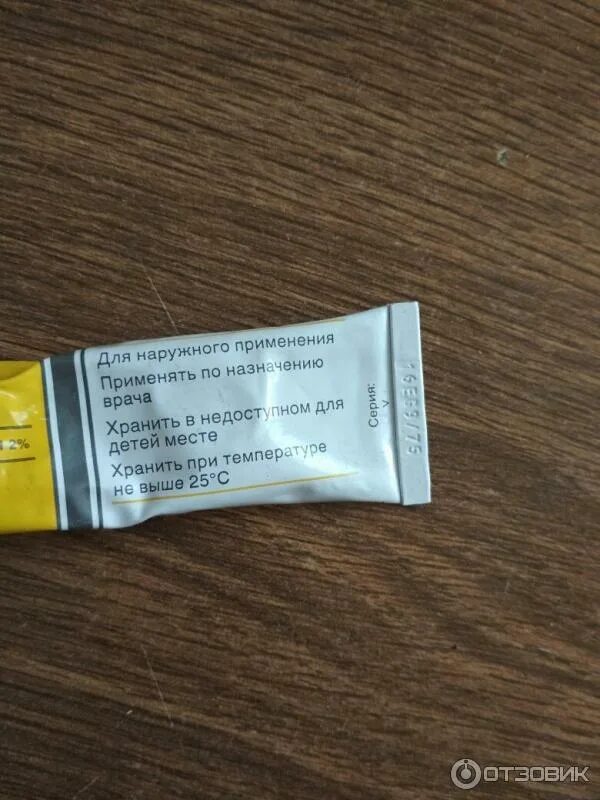 Для наружного применения
Применять по назначению
врача
Хранить в недоступном для
детей месте
Хранить при температуре
не выше 25°C
Серия:
2%
ОТЗОВИК